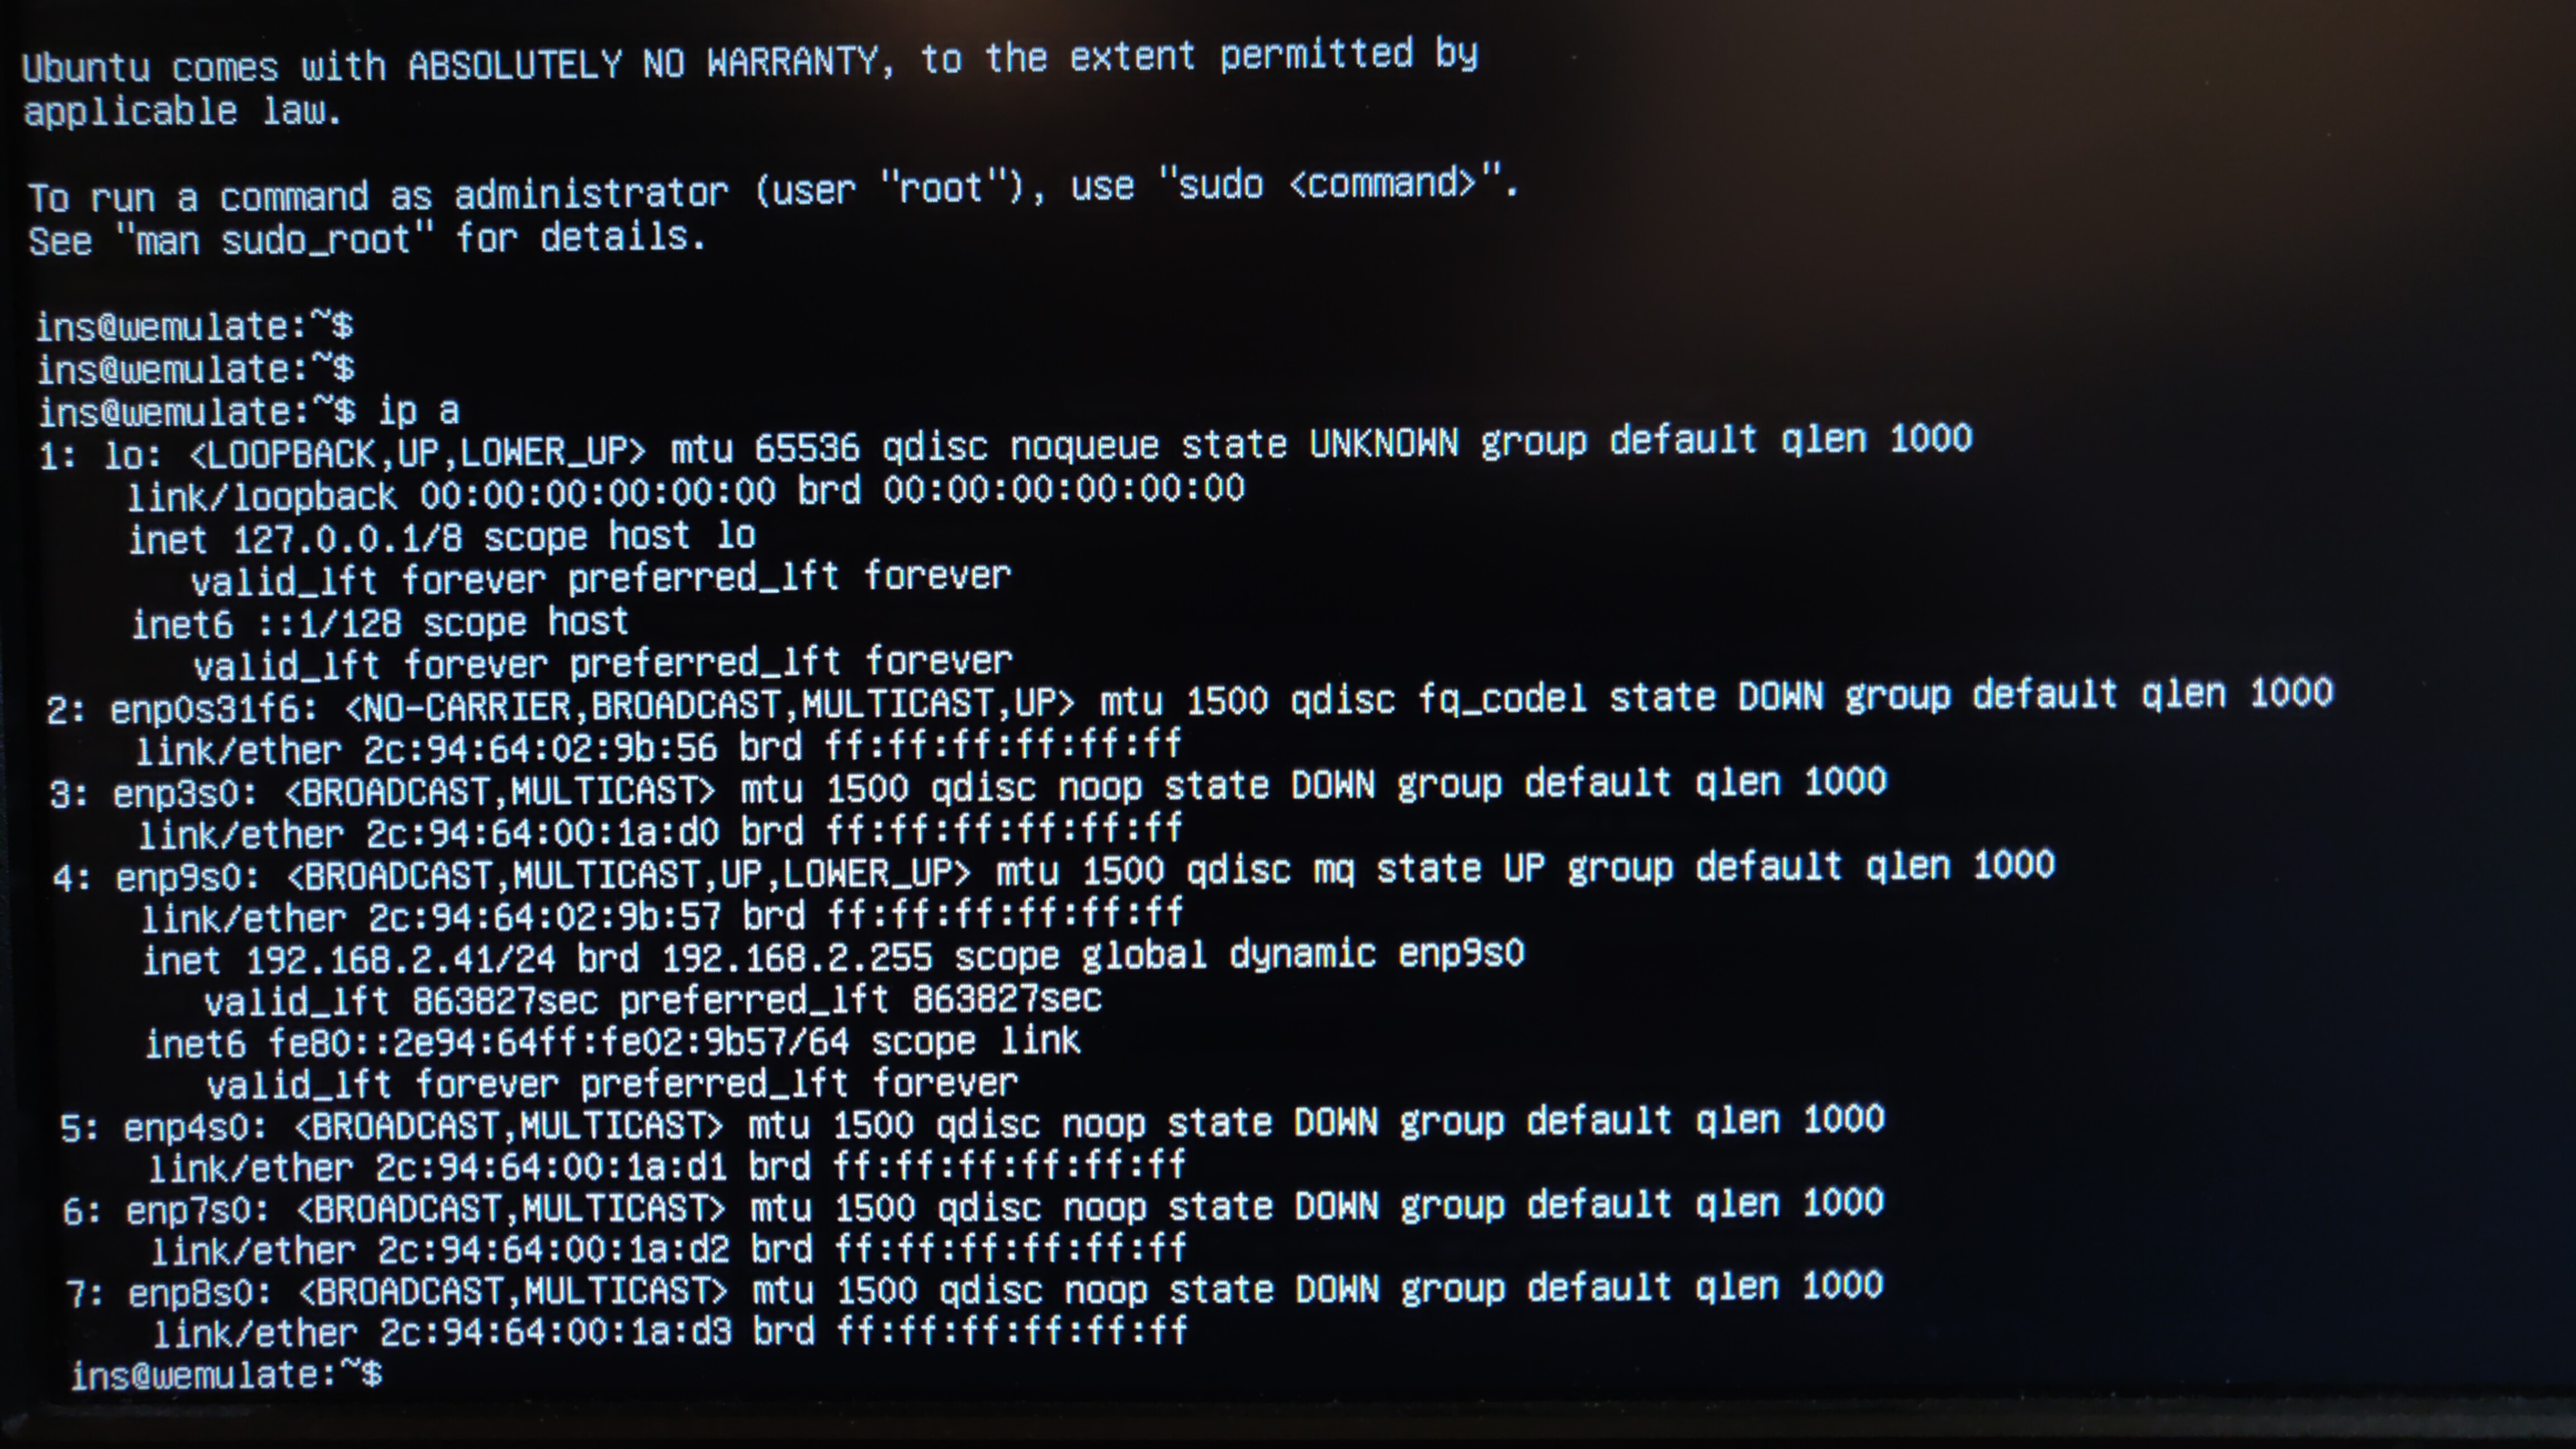 Ubuntu comes with ABSOLUTELY NO WARRANTY, to the extent permitted by
applicable law.
To run a command as administrator (user "root"), use "sudo <command>".
See "man sudo_root" for details.
ins@wemulate:~$
ins@wemulate:~$
ins@wemulate:~$ ip a
1: lo: <LOOPBACK,UP,LOWER_UP> mtu 65536 qdisc noqueue state UNKNOWN group default qlen 1000
    link/loopback 00:00:00:00:00:00 brd 00:00:00:00:00:00
    inet 127.0.0.1/8 scope host lo
       valid_lft forever preferred_lft forever
    inet6 ::1/128 scope host
       valid_lft forever preferred_lft forever
2: enp0s31f6: <NO-CARRIER,BROADCAST,MULTICAST,UP> mtu 1500 qdisc fq_codel state DOWN group default qlen 1000
    link/ether 2c:94:64:02:9b:56 brd ff:ff:ff:ff:ff:ff
3: enp3s0: <BROADCAST,MULTICAST> mtu 1500 qdisc noop state DOWN group default qlen 1000
    link/ether 2c:94:64:00:1a:d0 brd ff:ff:ff:ff:ff:ff
4: enp9s0: <BROADCAST,MULTICAST,UP,LOWER_UP> mtu 1500 qdisc mq state UP group default qlen 1000
    link/ether 2c:94:64:02:9b:57 brd ff:ff:ff:ff:ff:ff
    inet 192.168.2.41/24 brd 192.168.2.255 scope global dynamic enp9s0
       valid_lft 863827sec preferred_lft 863827sec
    inet6 fe80::2e94:64ff:fe02:9b57/64 scope link
       valid_lft forever preferred_lft forever
5: enp4s0: <BROADCAST,MULTICAST> mtu 1500 qdisc noop state DOWN group default qlen 1000
    link/ether 2c:94:64:00:1a:d1 brd ff:ff:ff:ff:ff:ff
6: enp7s0: <BROADCAST,MULTICAST> mtu 1500 qdisc noop state DOWN group default qlen 1000
    link/ether 2c:94:64:00:1a:d2 brd ff:ff:ff:ff:ff:ff
7: enp8s0: <BROADCAST,MULTICAST> mtu 1500 qdisc noop state DOWN group default qlen 1000
    link/ether 2c:94:64:00:1a:d3 brd ff:ff:ff:ff:ff:ff
ins@wemulate:~$